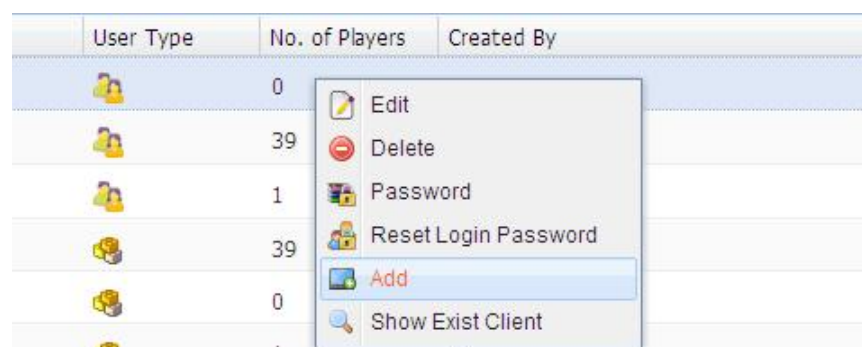 User Type No. of Players Created By
0
Edit
39
Delete
1
Password
39
Reset Login Password
Add
0
Show Exist Client